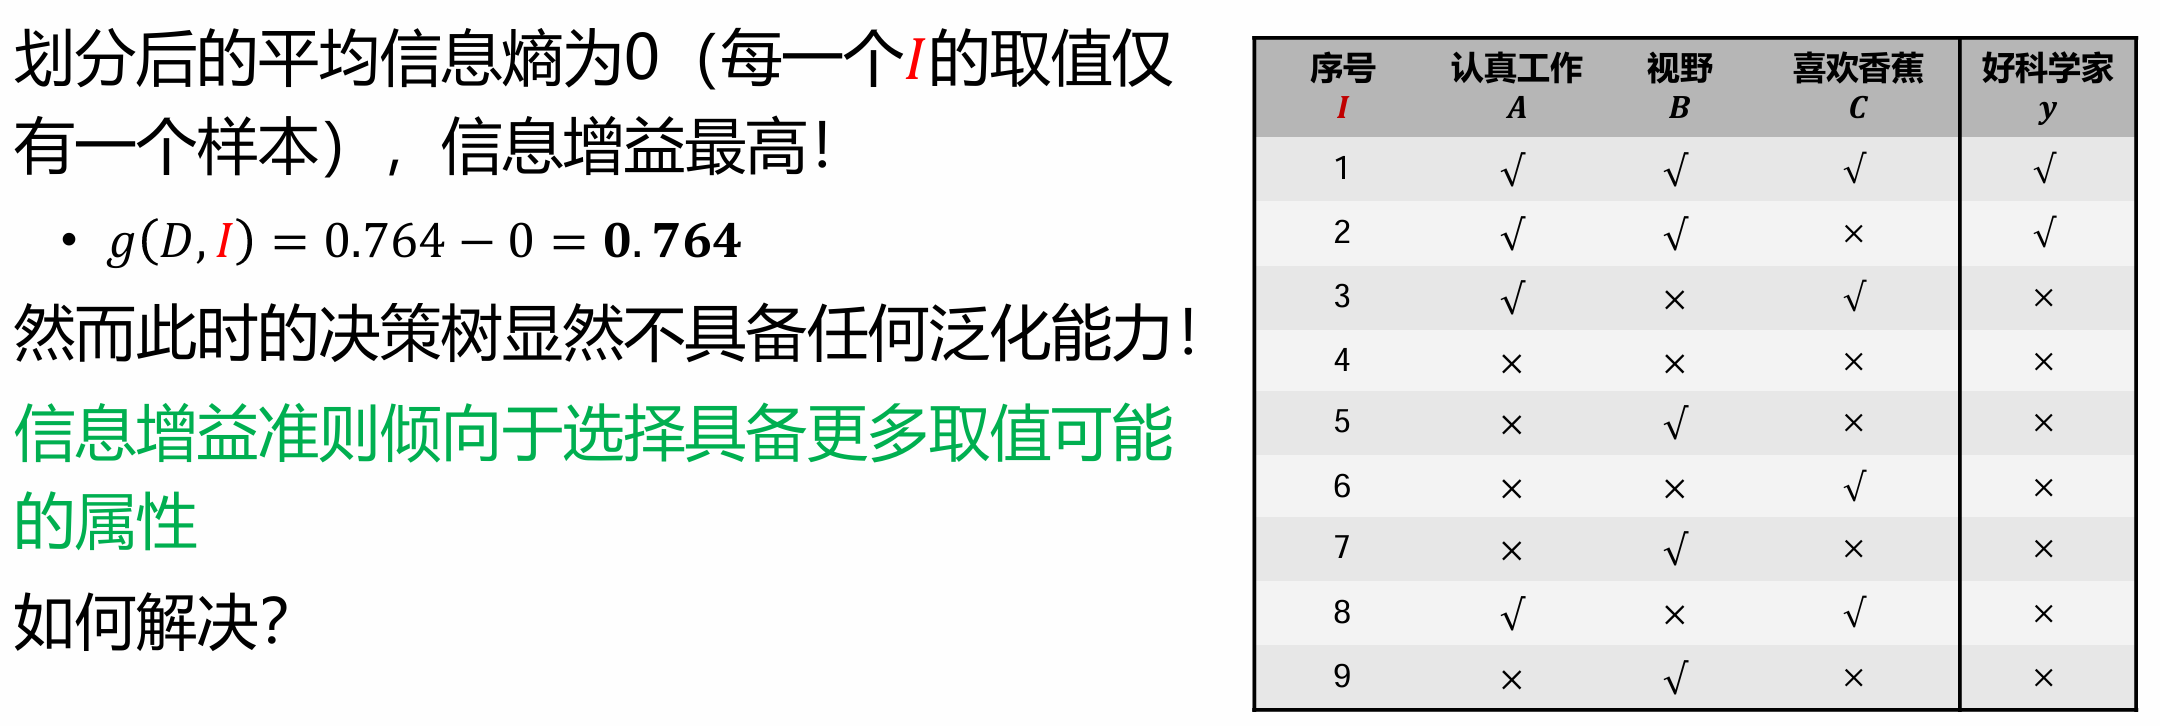 划分后的平均信息熵为0（每一个I的取值仅
有一个样本），信息增益最高！
• g(D, I) = 0.764 − 0 = 0.764
然而此时的决策树显然不具备任何泛化能力！
信息增益准则倾向于选择具备更多取值可能
的属性
如何解决？
序号 认真工作 视野 喜欢香蕉 好科学家
I A B C y
1 √ √ √ √
2 √ √ × √
3 √ × √ ×
4 × × × ×
5 × √ × ×
6 × × √ ×
7 × √ × ×
8 √ × √ ×
9 × √ × ×